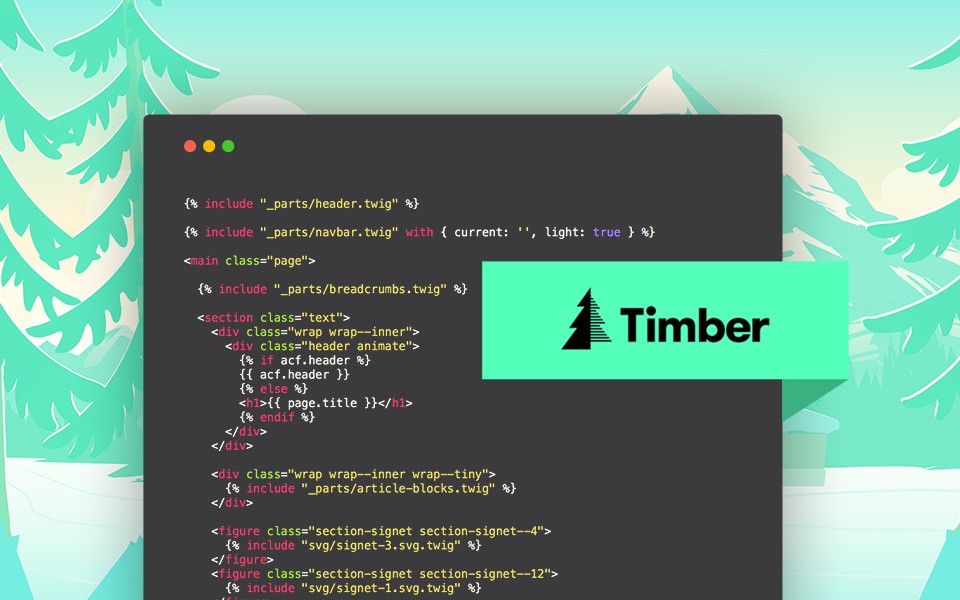 {% include "_parts/header.twig" %}
{% include "_parts/navbar.twig" with { current: '', light: true } %}
<main class="page">
{% include "_parts/breadcrumbs.twig" %}
<section class="text">
<div class="wrap wrap--inner">
<div class="header animate">
{% if acf.header %}
{{ acf.header }}
{% else %}
<h1>{{ page.title }}</h1>
{% endif %}
</div>
</div>
Timber
<div class="wrap wrap--inner wrap--tiny">
{% include "_parts/article-blocks.twig" %}
</div>
<figure class="section-signet section-signet--4">
{% include "svg/signet-3.svg.twig" %}
</figure>
<figure class="section-signet section-signet--12">
{% include "svg/signet-1.svg.twig" %}